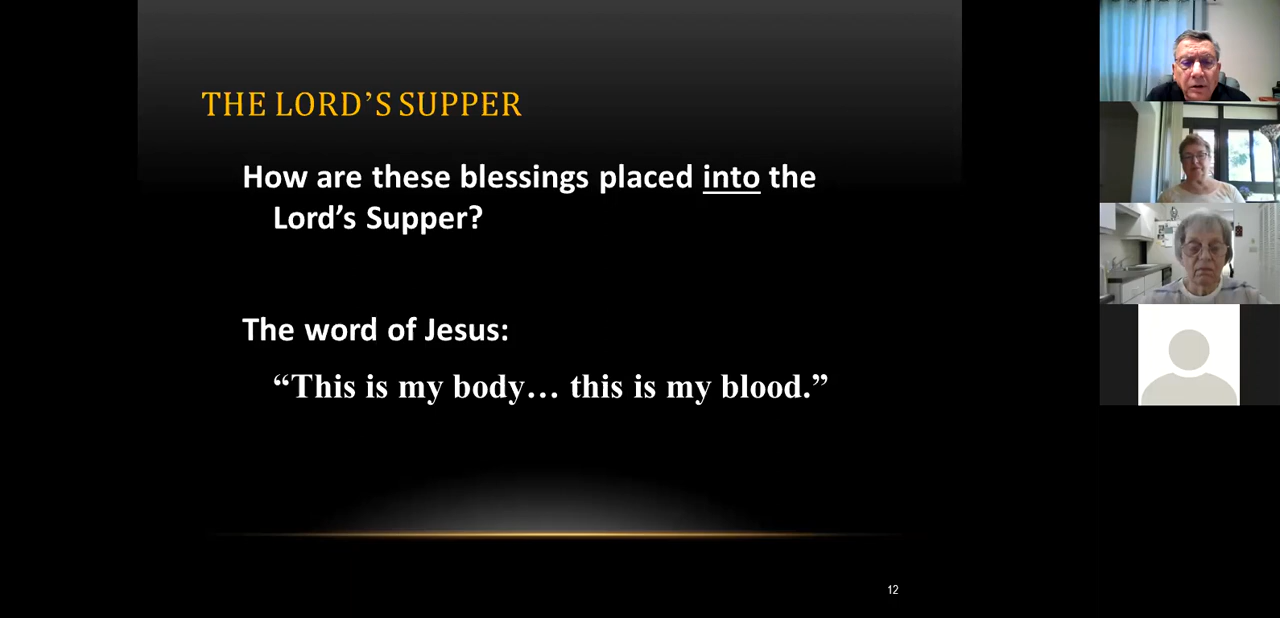 THE LORD’S SUPPER
How are these blessings placed into the
Lord’s Supper?
The word of Jesus:
“This is my body… this is my blood.”
12